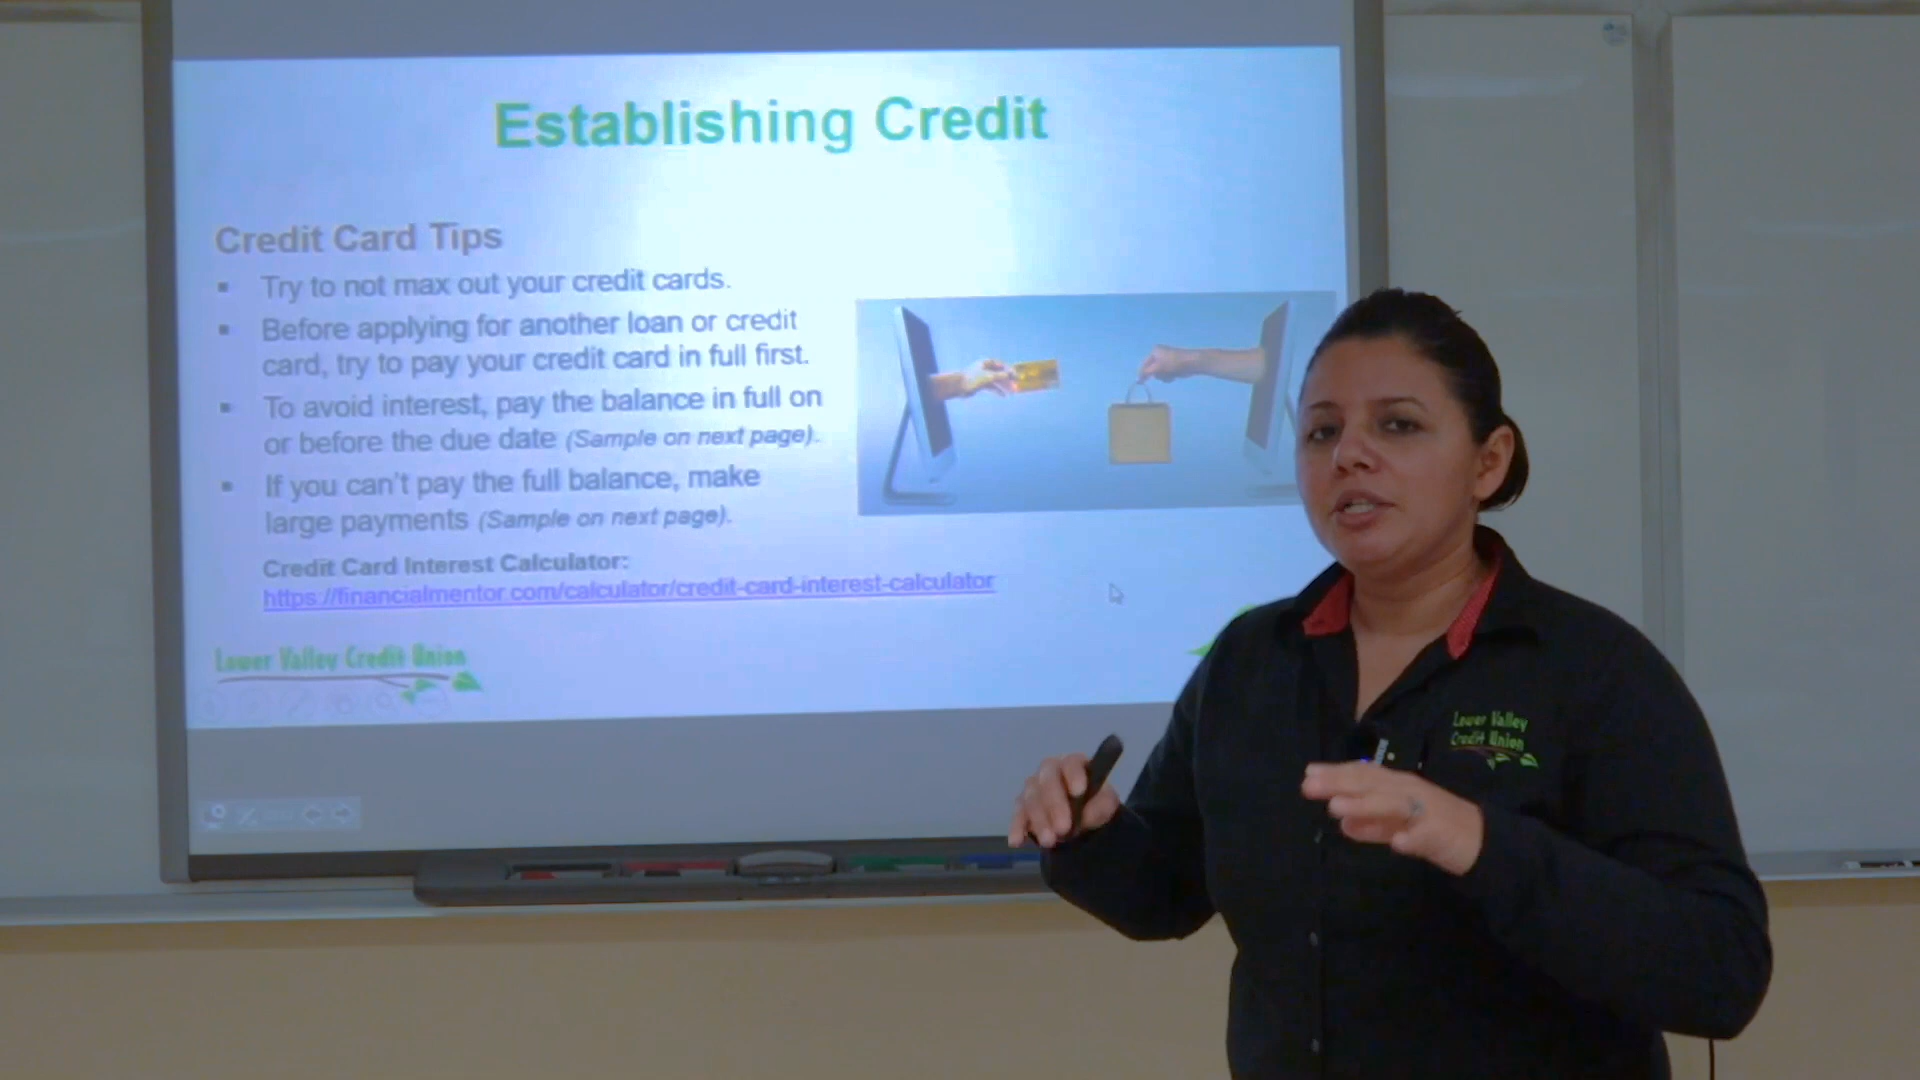 Establishing Credit
Credit Card Tips
▪ Try to not max out your credit cards.
▪ Before applying for another loan or credit
card, try to pay your credit card in full first.
▪ To avoid interest, pay the balance in full on
or before the due date (Sample on next page).
▪ If you can't pay the full balance, make
large payments (Sample on next page).
Credit Card Interest Calculator:
https://financialmentor.com/calculator/credit-card-interest-calculator
Lower Valley Credit Union
Lower Valley
Credit Union